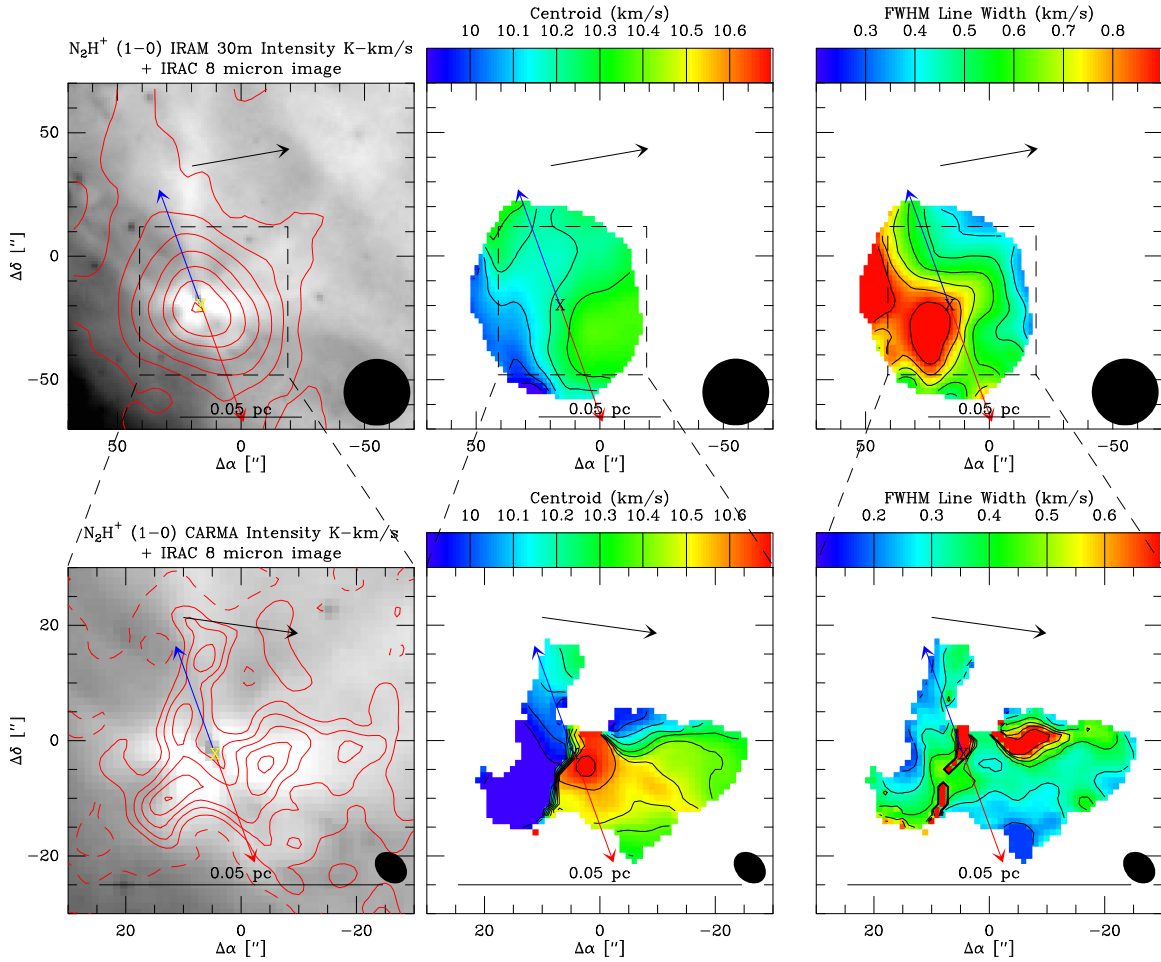 Centroid (km/s)
FWHM Line Width (km/s)
10 10.1 10.2 10.3 10.4 10.5 10.6
0.3 0.4 0.5 0.6 0.7 0.8
N₂H⁺ (1−0) IRAM 30m Intensity K−km/s
+ IRAC 8 micron image
Δδ [″]
50
0
−50
X
X
X
0.05 pc
0.05 pc
0.05 pc
50 0 −50
50 0 −50
50 0 −50
Δα [″]
Δα [″]
Δα [″]
Centroid (km/s)
FWHM Line Width (km/s)
10 10.1 10.2 10.3 10.4 10.5 10.6
0.2 0.3 0.4 0.5 0.6
N₂H⁺ (1−0) CARMA Intensity K−km/s
+ IRAC 8 micron image
Δδ [″]
20
0
−20
X
0.05 pc
0.05 pc
0.05 pc
20 0 −20
20 0 −20
20 0 −20
Δα [″]
Δα [″]
Δα [″]